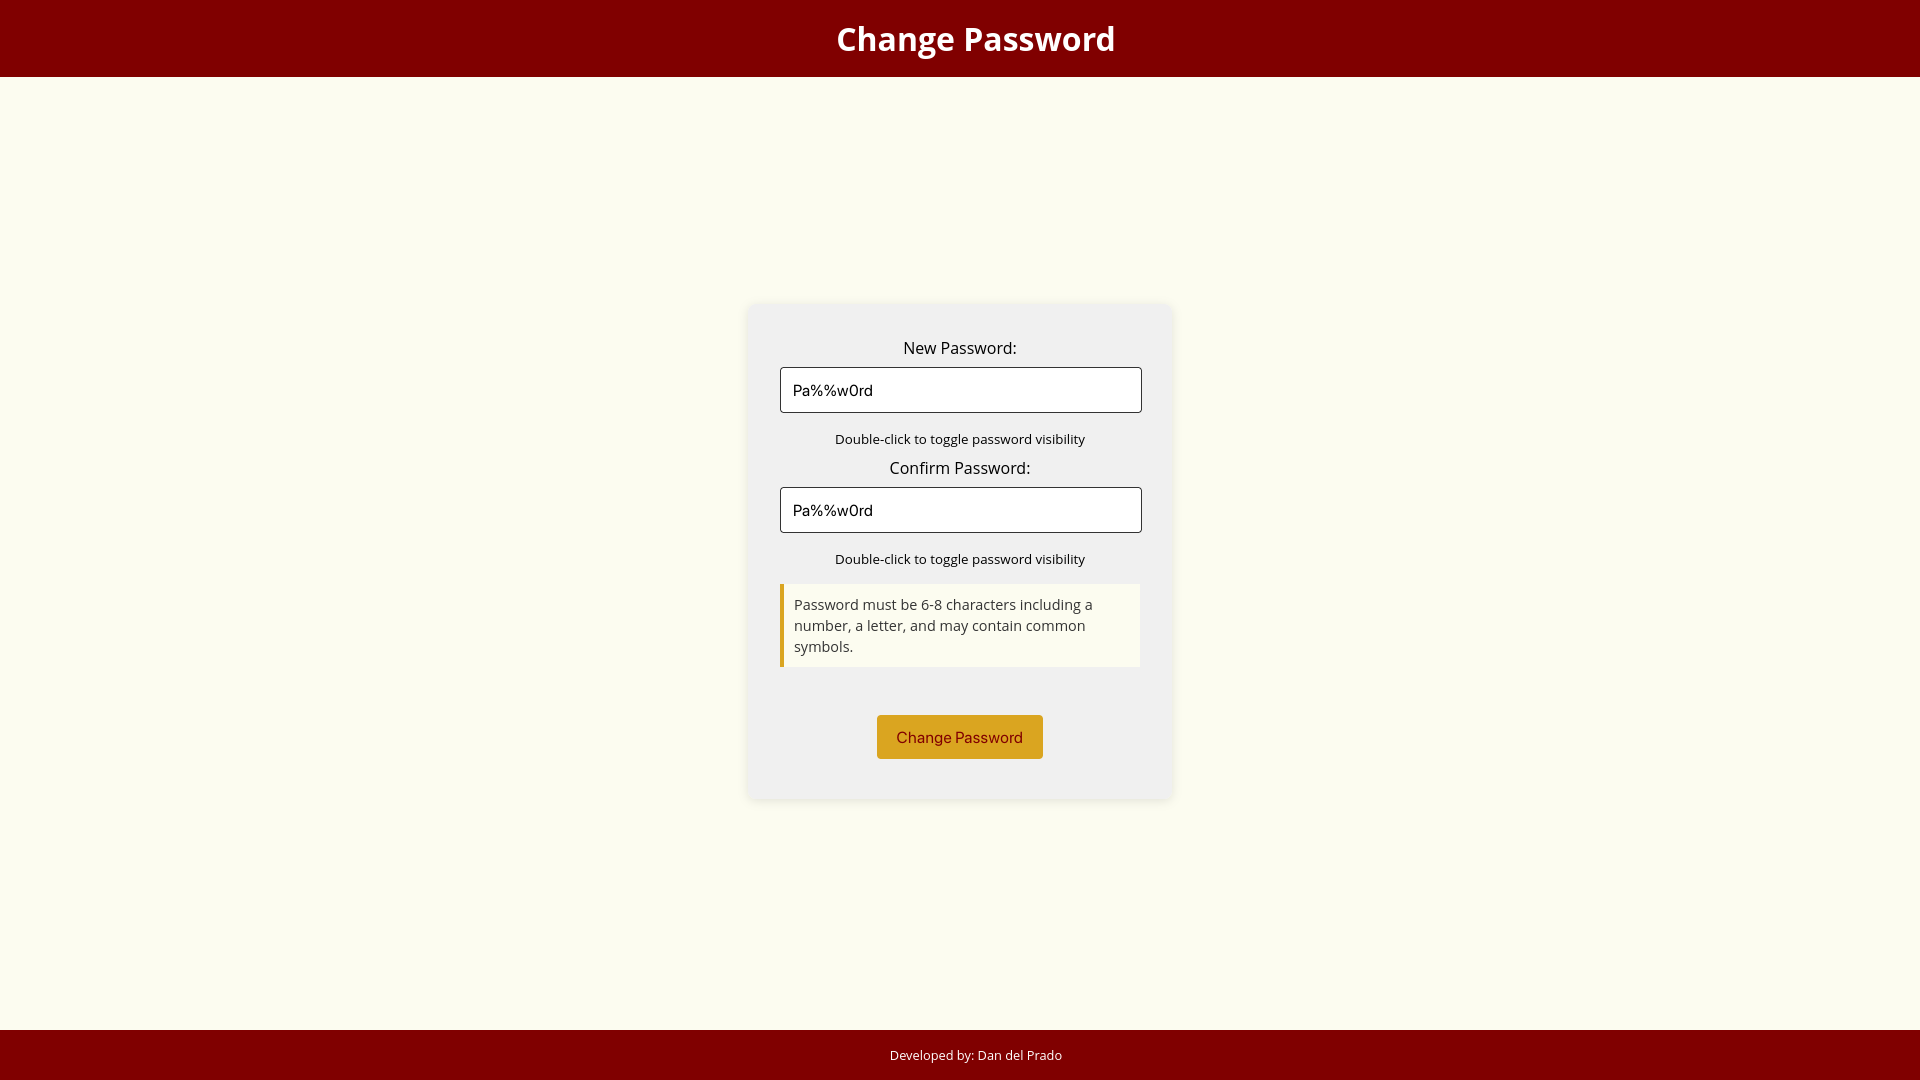 Change Password
New Password:
Pa%%w0rd
Double-click to toggle password visibility
Confirm Password:
Pa%%w0rd
Double-click to toggle password visibility
Password must be 6-8 characters including a
number, a letter, and may contain common
symbols.
Change Password
Developed by: Dan del Prado